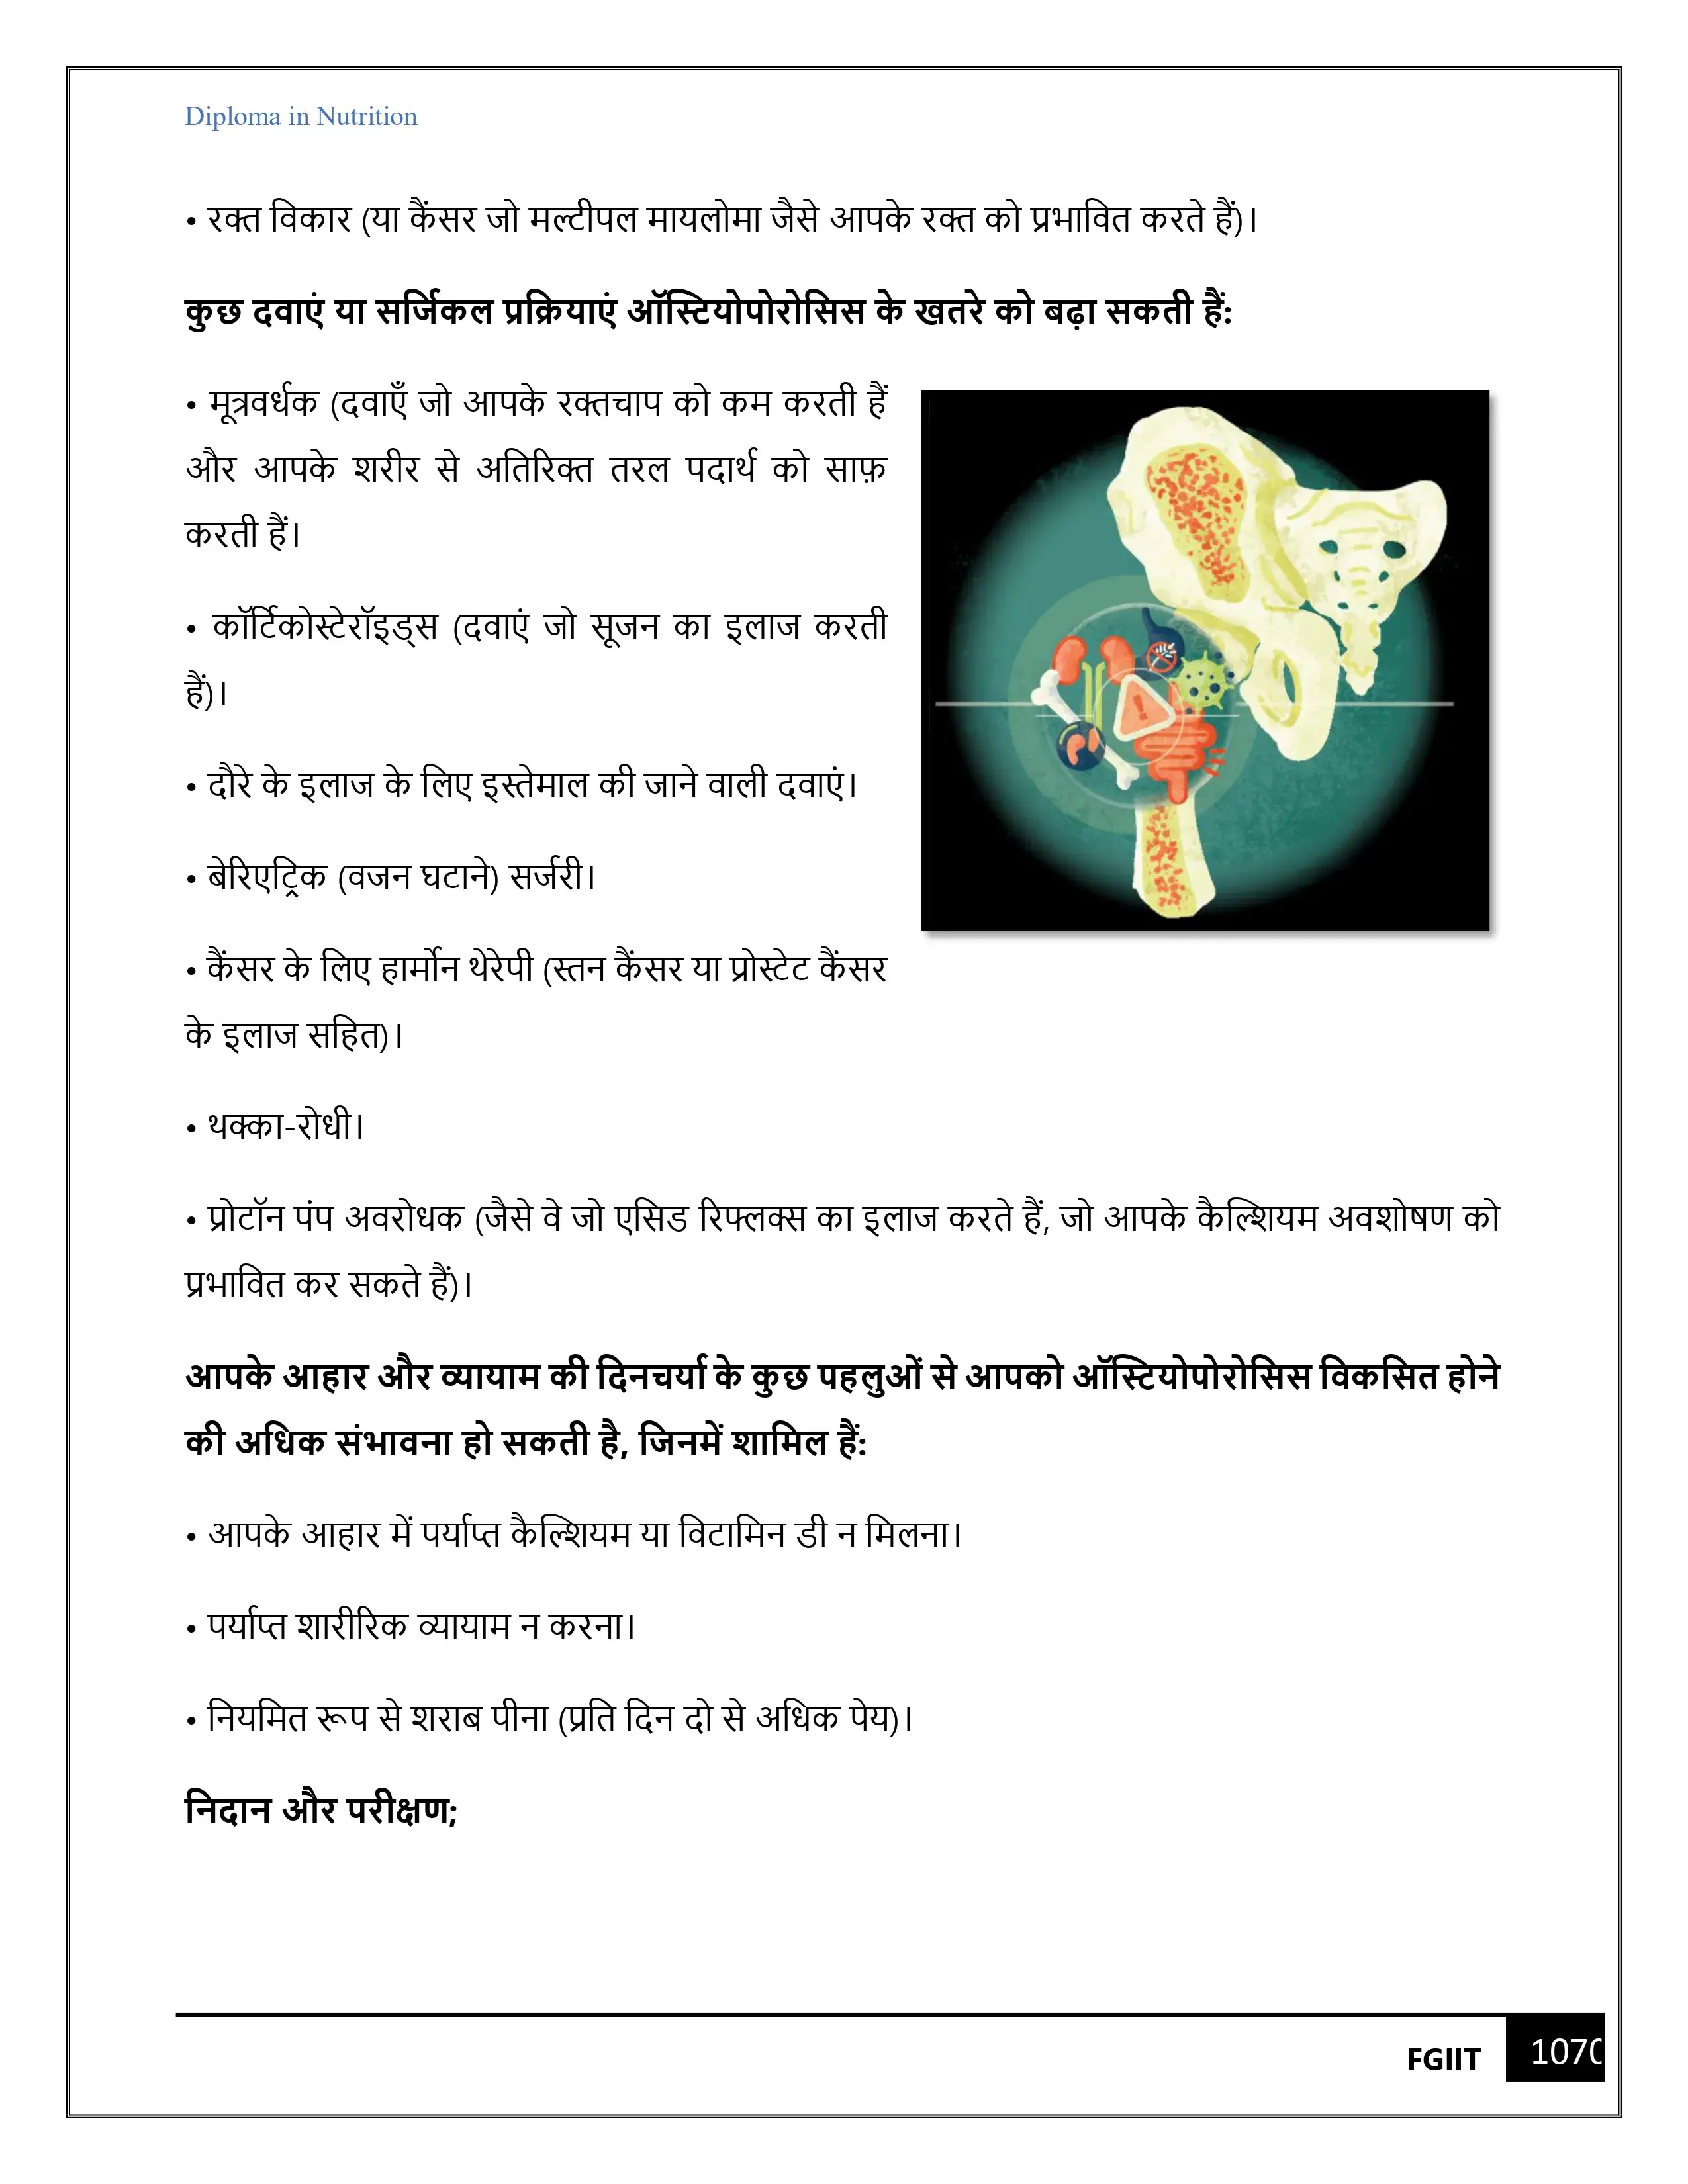 Diploma in Nutrition
• रक्त विकार (या कैंसर जो मल्टीपल मायलोमा जैसे आपके रक्त को प्रभावित करते हैं)।
कुछ दवाएं या सर्जिकल प्रक्रियाएं ऑस्टियोपोरोसिस के खतरे को बढ़ा सकती हैं:
• मूत्रवर्धक (दवाएँ जो आपके रक्तचाप को कम करती हैं
और आपके शरीर से अतिरिक्त तरल पदार्थ को साफ़
करती हैं।
• कॉर्टिकोस्टेरॉइड्स (दवाएं जो सूजन का इलाज करती
हैं)।
• दौरे के इलाज के लिए इस्तेमाल की जाने वाली दवाएं।
• बेरिएट्रिक (वजन घटाने) सर्जरी।
• कैंसर के लिए हार्मोन थेरेपी (स्तन कैंसर या प्रोस्टेट कैंसर
के इलाज सहित)।
• थक्का-रोधी।
• प्रोटॉन पंप अवरोधक (जैसे वे जो एसिड रिफ्लक्स का इलाज करते हैं, जो आपके कैल्शियम अवशोषण को
प्रभावित कर सकते हैं)।
आपके आहार और व्यायाम की दिनचर्या के कुछ पहलुओं से आपको ऑस्टियोपोरोसिस विकसित होने
की अधिक संभावना हो सकती है, जिनमें शामिल हैं:
• आपके आहार में पर्याप्त कैल्शियम या विटामिन डी न मिलना।
• पर्याप्त शारीरिक व्यायाम न करना।
• नियमित रूप से शराब पीना (प्रति दिन दो से अधिक पेय)।
निदान और परीक्षण;
FGIIT 1070